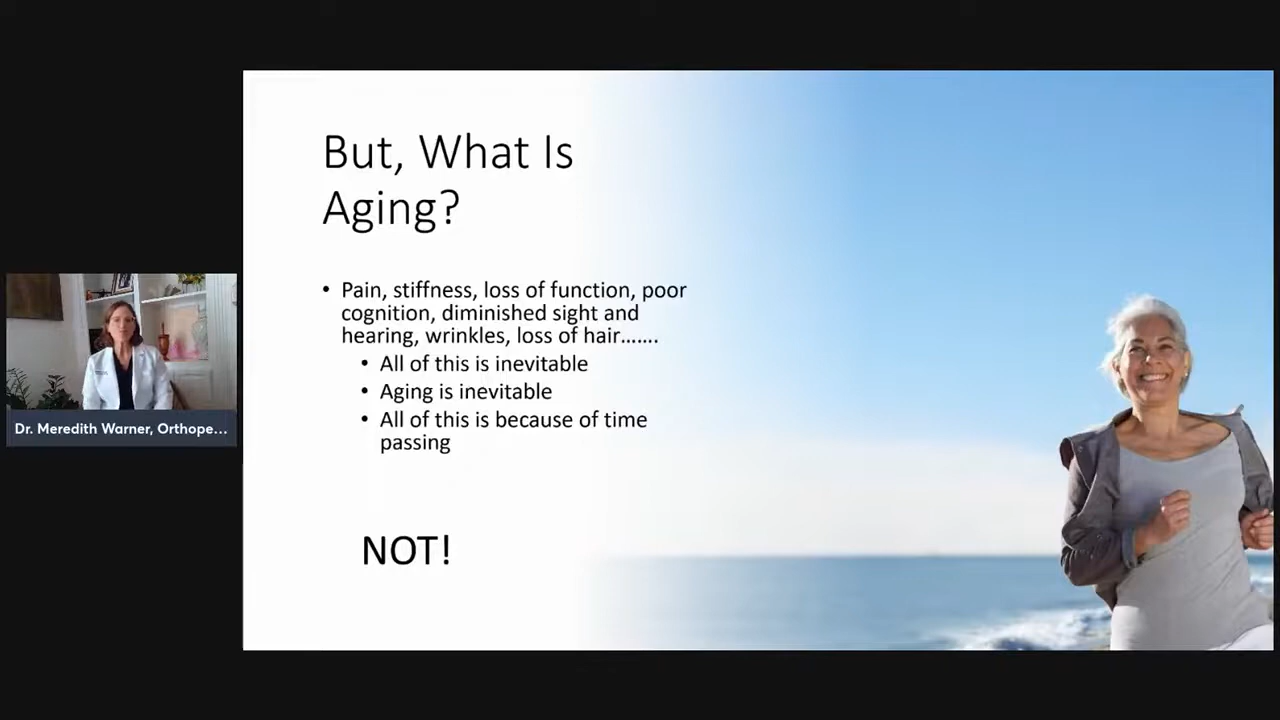 But, What Is
Aging?
• Pain, stiffness, loss of function, poor
cognition, diminished sight and
hearing, wrinkles, loss of hair…….
• All of this is inevitable
• Aging is inevitable
• All of this is because of time
passing
NOT!
Dr. Meredith Warner, Orthope...